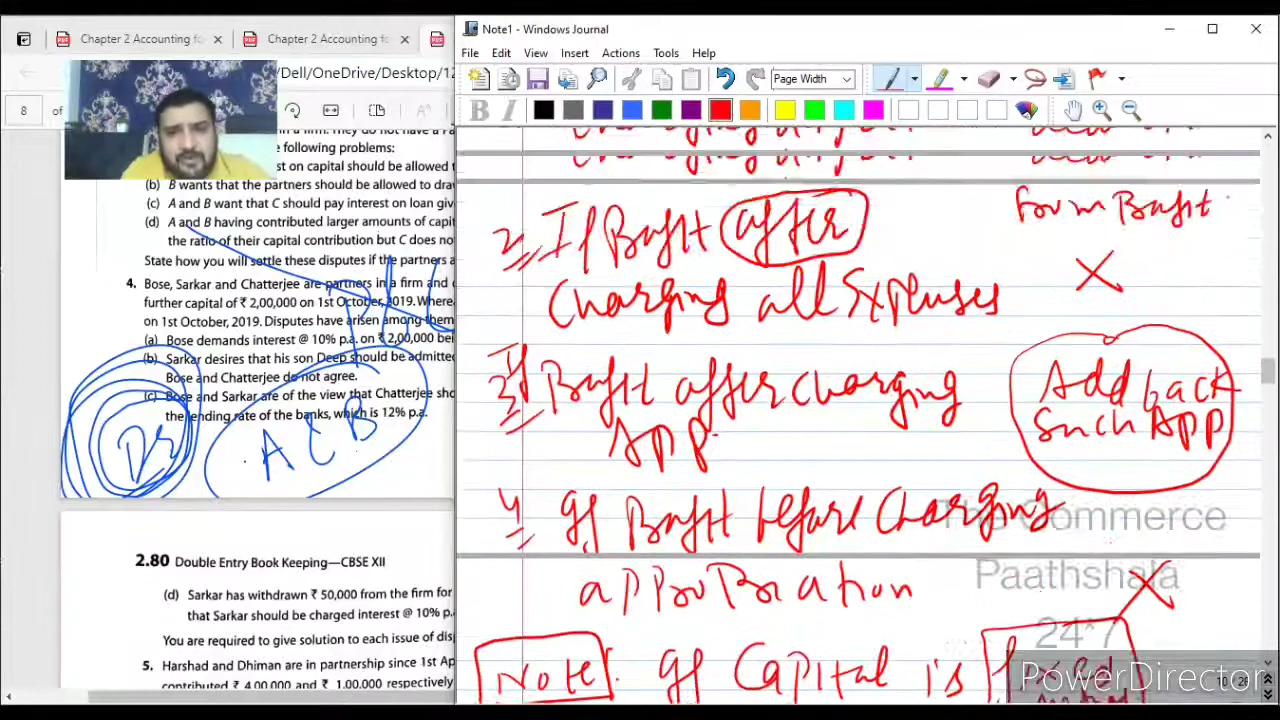 Note1 - Windows Journal
Chapter 2 Accounting fo
Chapter 2 Accounting fo
File Edit View Insert Actions Tools Help
/Dell/OneDrive/Desktop/12
Page Width
8 of
following problems:
st on capital should be allowed t
(b) B wants that the partners should be allowed to dra
(c) A and B want that C should pay interest on loan giv
(d) A and B having contributed larger amounts of capit
the ratio of their capital contribution but C does no
State how you will settle these disputes if the partners a
4. Bose, Sarkar and Chatterjee are partners in a firm and
further capital of ₹ 2,00,000 on 1st October, 2019. Where
on 1st October, 2019. Disputes have arisen among them
(a) Bose demands interest @ 10% p.a. on ₹ 2,00,000 bei
(b) Sarkar desires that his son Deep should be admitted
Bose and Chatterjee do not agree.
(c) Bose and Sarkar are of the view that Chatterjee sho
the lending rate of the banks, which is 12% p.a.
Dr
A C B
2.80 Double Entry Book Keeping—CBSE XII
(d) Sarkar has withdrawn ₹ 50,000 from the firm for
that Sarkar should be charged interest @ 10% p.
You are required to give solution to each issue of dis
5. Harshad and Dhiman are in partnership since 1st Ap
contributed ₹ 4,00,000 and ₹ 1,00,000 respectively
from Profit
2 If Profit after
Charging all Expenses
If
3 Profit after charging
APP
Add back
Such APP
4 If Profit before Charging
appropriation
The Commerce
Paathshala
24*7
Note: If Capital is fixed
PowerDirector